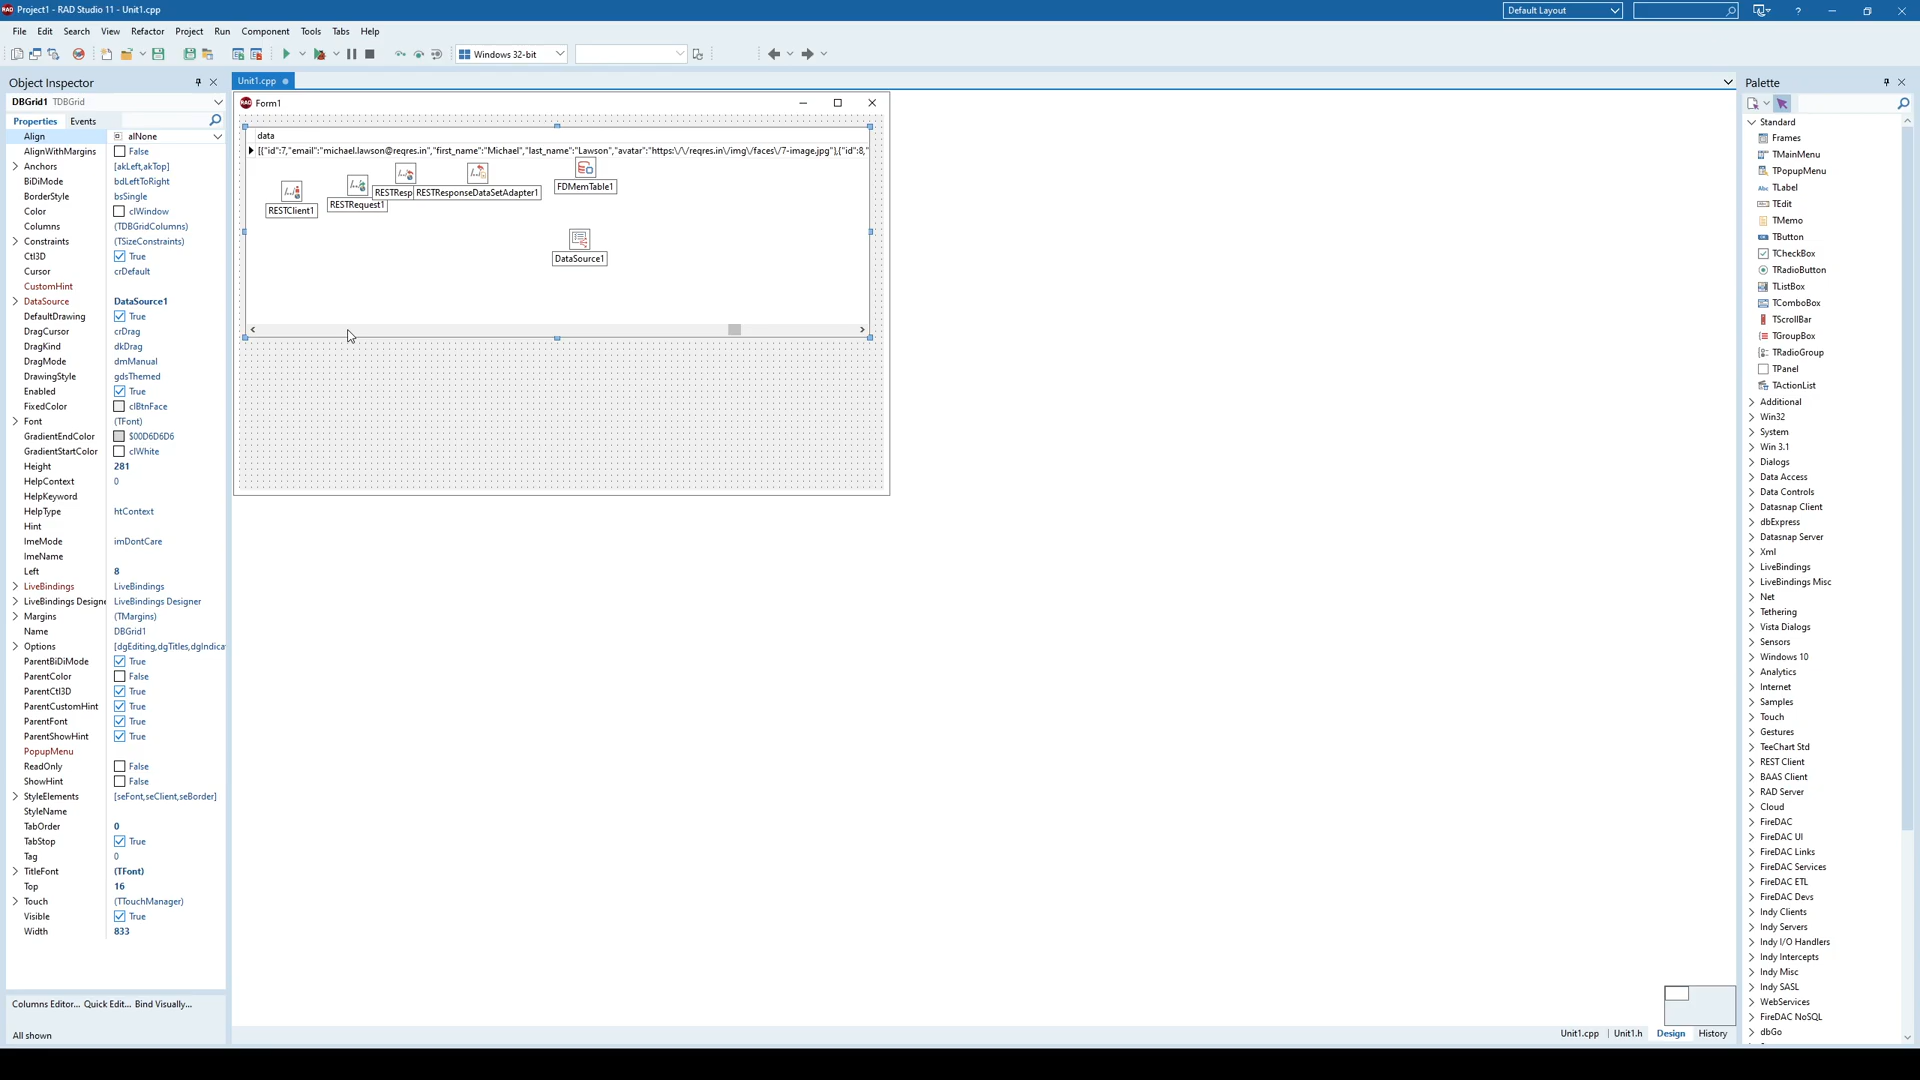 Project1 - RAD Studio 11 - Unit1.cpp
Default Layout
File Edit Search View Refactor Project Run Component Tools Tabs Help
Windows 32-bit
Object Inspector
DBGrid1 TDBGrid
Properties Events
Align alNone
AlignWithMargins False
Anchors [akLeft,akTop]
BiDiMode bdLeftToRight
BorderStyle bsSingle
Color clWindow
Columns (TDBGridColumns)
Constraints (TSizeConstraints)
Ctl3D True
Cursor crDefault
CustomHint
DataSource DataSource1
DefaultDrawing True
DragCursor crDrag
DragKind dkDrag
DragMode dmManual
DrawingStyle gdsThemed
Enabled True
FixedColor clBtnFace
Font (TFont)
GradientEndColor $00D6D6D6
GradientStartColor clWhite
Height 281
HelpContext 0
HelpKeyword
HelpType htContext
Hint
ImeMode imDontCare
ImeName
Left 8
LiveBindings LiveBindings
LiveBindings Designe LiveBindings Designer
Margins (TMargins)
Name DBGrid1
Options [dgEditing,dgTitles,dgIndica
ParentBiDiMode True
ParentColor False
ParentCtl3D True
ParentCustomHint True
ParentFont True
ParentShowHint True
PopupMenu
ReadOnly False
ShowHint False
StyleElements [seFont,seClient,seBorder]
StyleName
TabOrder 0
TabStop True
Tag 0
TitleFont (TFont)
Top 16
Touch (TTouchManager)
Visible True
Width 833
Columns Editor... Quick Edit... Bind Visually...
All shown
Unit1.cpp
Form1
data
[{"id":7,"email":"michael.lawson@reqres.in","first_name":"Michael","last_name":"Lawson","avatar":"https:\/\/reqres.in\/img\/faces\/7-image.jpg"},{"id":8,"
RESTClient1
RESTRequest1
RESTResp
RESTResponseDataSetAdapter1
FDMemTable1
DataSource1
Unit1.cpp Unit1.h Design History
Palette
Standard
Frames
TMainMenu
TPopupMenu
TLabel
TEdit
TMemo
TButton
TCheckBox
TRadioButton
TListBox
TComboBox
TScrollBar
TGroupBox
TRadioGroup
TPanel
TActionList
Additional
Win32
System
Win 3.1
Dialogs
Data Access
Data Controls
Datasnap Client
dbExpress
Datasnap Server
Xml
LiveBindings
LiveBindings Misc
Net
Tethering
Vista Dialogs
Sensors
Windows 10
Analytics
Internet
Samples
Touch
Gestures
TeeChart Std
REST Client
BAAS Client
RAD Server
Cloud
FireDAC
FireDAC UI
FireDAC Links
FireDAC Services
FireDAC ETL
FireDAC Devs
Indy Clients
Indy Servers
Indy I/O Handlers
Indy Intercepts
Indy Misc
Indy SASL
WebServices
FireDAC NoSQL
dbGo